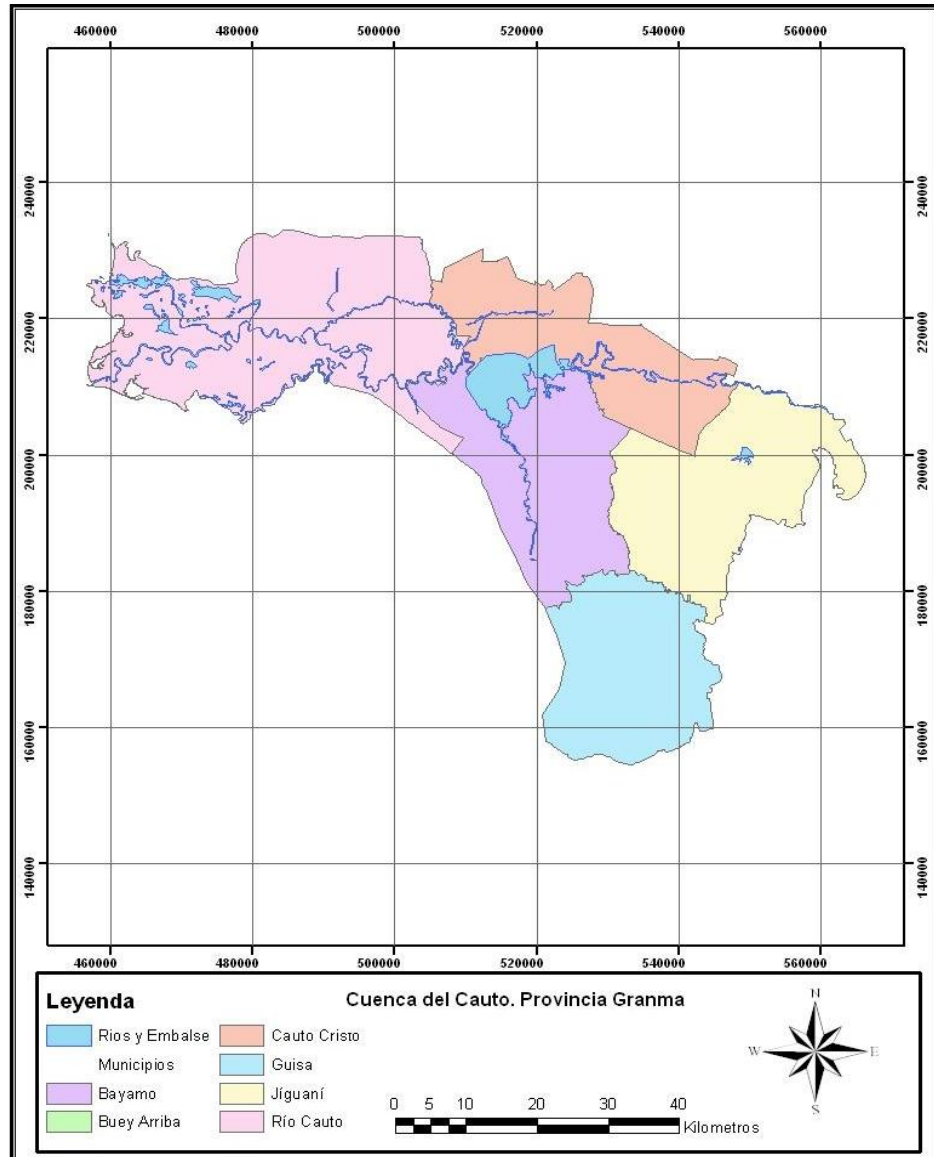 460000 480000 500000 520000 540000 560000
240000 240000
220000 220000
200000 200000
180000 180000
160000 160000
140000 140000
460000 480000 500000 520000 540000 560000
Leyenda
Cuenca del Cauto. Provincia Granma
Rios y Embalse
Municipios
Bayamo
Buey Arriba
Cauto Cristo
Guisa
Jíguaní
Río Cauto
0 5 10 20 30 40
Kilometros
N
W E
S